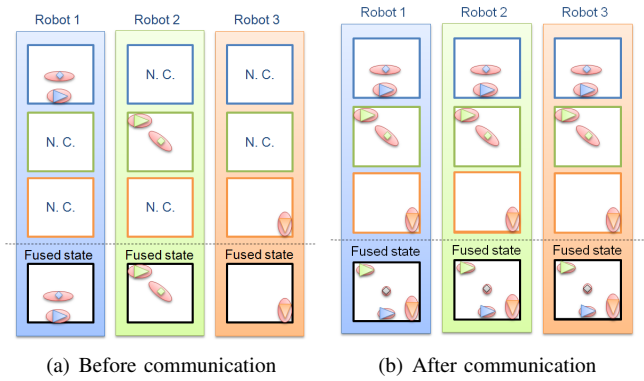 Robot 1 Robot 2 Robot 3
N. C. N. C.
N. C. N. C.
N. C. N. C.
Fused state Fused state Fused state
(a) Before communication
Robot 1 Robot 2 Robot 3
Fused state Fused state Fused state
(b) After communication